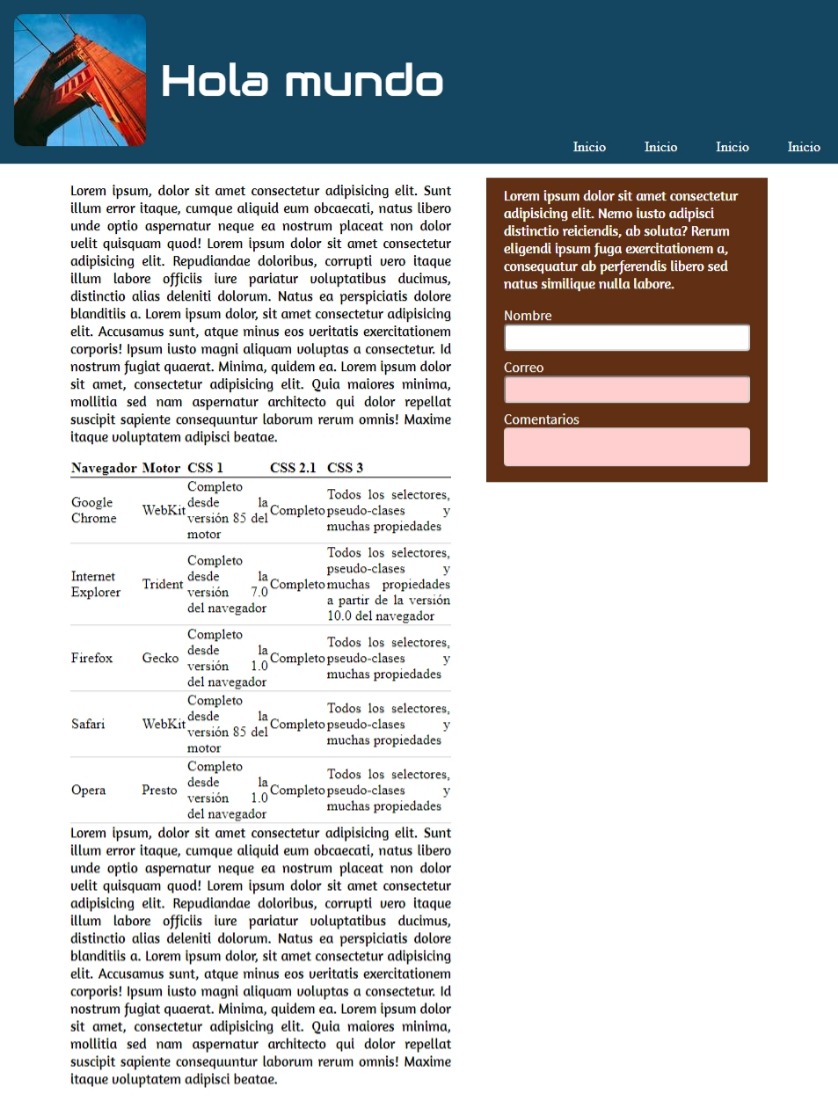 Hola mundo
Inicio Inicio Inicio Inicio
Lorem ipsum, dolor sit amet consectetur adipisicing elit. Sunt
illum error itaque, cumque aliquid eum obcaecati, natus libero
unde optio aspernatur neque ea nostrum placeat non dolor
velit quisquam quod! Lorem ipsum dolor sit amet consectetur
adipisicing elit. Repudiandae doloribus, corrupti vero itaque
illum labore officiis iure pariatur voluptatibus ducimus,
distinctio alias deleniti dolorum. Natus ea perspiciatis dolore
blanditiis a. Lorem ipsum dolor, sit amet consectetur adipisicing
elit. Accusamus sunt, atque minus eos veritatis exercitationem
corporis! Ipsum iusto magni aliquam voluptas a consectetur. Id
nostrum fugiat quaerat. Minima, quidem ea. Lorem ipsum dolor
sit amet, consectetur adipisicing elit. Quia maiores minima,
mollitia sed nam aspernatur architecto qui dolor repellat
suscipit sapiente consequuntur laborum rerum omnis! Maxime
itaque voluptatem adipisci beatae.
Navegador Motor CSS 1 CSS 2.1 CSS 3
Google
Chrome
WebKit
Completo
desde la
versión 85 del
motor
Completo
Todos los selectores,
pseudo-clases y
muchas propiedades
Internet
Explorer
Trident
Completo
desde la
versión 7.0
del navegador
Completo
Todos los selectores,
pseudo-clases y
muchas propiedades
a partir de la versión
10.0 del navegador
Firefox
Gecko
Completo
desde la
versión 1.0
del navegador
Completo
Todos los selectores,
pseudo-clases y
muchas propiedades
Safari
WebKit
Completo
desde la
versión 85 del
motor
Completo
Todos los selectores,
pseudo-clases y
muchas propiedades
Opera
Presto
Completo
desde la
versión 1.0
del navegador
Completo
Todos los selectores,
pseudo-clases y
muchas propiedades
Lorem ipsum, dolor sit amet consectetur adipisicing elit. Sunt
illum error itaque, cumque aliquid eum obcaecati, natus libero
unde optio aspernatur neque ea nostrum placeat non dolor
velit quisquam quod! Lorem ipsum dolor sit amet consectetur
adipisicing elit. Repudiandae doloribus, corrupti vero itaque
illum labore officiis iure pariatur voluptatibus ducimus,
distinctio alias deleniti dolorum. Natus ea perspiciatis dolore
blanditiis a. Lorem ipsum dolor, sit amet consectetur adipisicing
elit. Accusamus sunt, atque minus eos veritatis exercitationem
corporis! Ipsum iusto magni aliquam voluptas a consectetur. Id
nostrum fugiat quaerat. Minima, quidem ea. Lorem ipsum dolor
sit amet, consectetur adipisicing elit. Quia maiores minima,
mollitia sed nam aspernatur architecto qui dolor repellat
suscipit sapiente consequuntur laborum rerum omnis! Maxime
itaque voluptatem adipisci beatae.
Lorem ipsum dolor sit amet consectetur
adipisicing elit. Nemo iusto adipisci
distinctio reiciendis, ab soluta? Rerum
eligendi ipsum fuga exercitationem a,
consequatur ab perferendis libero sed
natus similique nulla labore.
Nombre
Correo
Comentarios